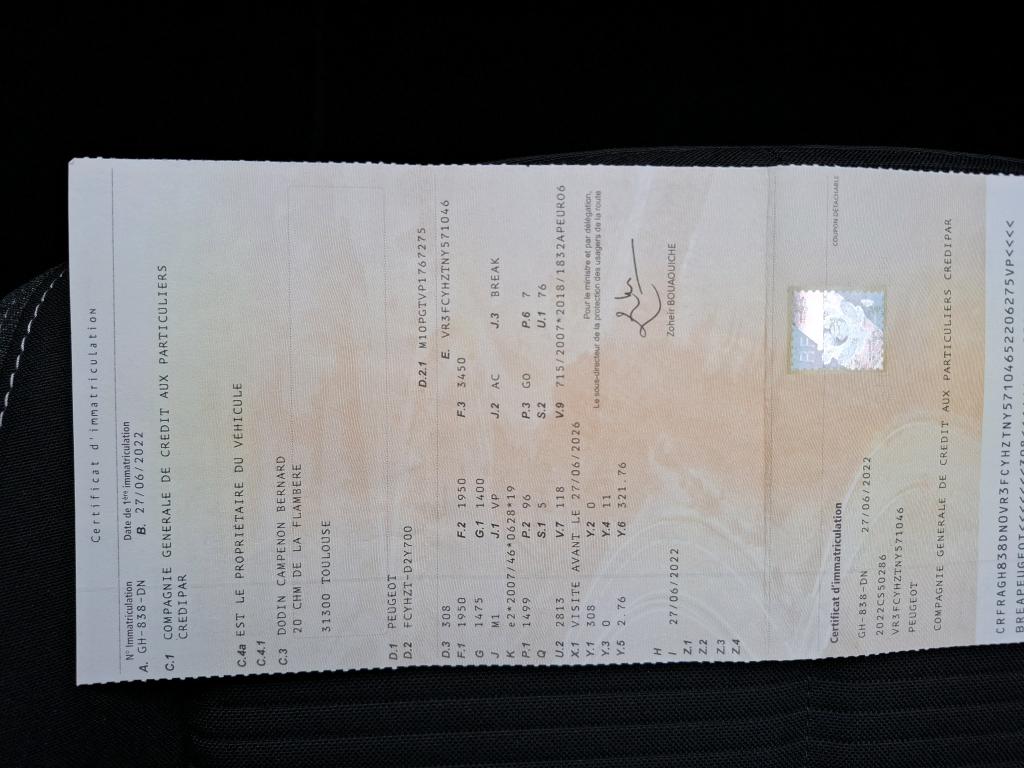 Certificat d'immatriculation
N° Immatriculation Date de 1ère immatriculation
A. GH-838-DN B. 27/06/2022
C.1 COMPAGNIE GENERALE DE CREDIT AUX PARTICULIERS
CREDIPAR
C.4a EST LE PROPRIÉTAIRE DU VÉHICULE
C.4.1
C.3 DODIN CAMPENON BERNARD
20 CHM DE LA FLAMBERE
31300 TOULOUSE
D.1 PEUGEOT
D.2 FCYHZT-D2Y700 D.2.1 M10PGTVP1767275
D.3 308 E. VR3FCYHZTNY571046
F.1 1950 F.2 1950 F.3 3450
G 1475 G.1 1400
J M1 J.1 VP J.2 AC J.3 BREAK
K e2*2007/46*0628*19
P.1 1499 P.2 96 P.3 GO P.6 7
Q S.1 5 S.2 U.1 76
U.2 2813 V.7 118 V.9 715/2007*2018/1832APEURO6
X.1 VISITE AVANT LE 27/06/2026
Y.1 308 Y.2 0
Y.3 0 Y.4 11
Y.5 2.76 Y.6 321.76
Pour le ministre et par délégation,
Le sous-directeur de la protection des usagers de la route
Zoheir BOUAOUICHE
H
I 27/06/2022
Z.1
Z.2
Z.3
Z.4
COUPON DÉTACHABLE
Certificat d'immatriculation
GH-838-DN 27/06/2022
2022CS50286
VR3FCYHZTNY571046
PEUGEOT
COMPAGNIE GENERALE DE CREDIT AUX PARTICULIERS CREDIPAR
CRFRAGH838DN0VR3FCYHZTNY57104652206275VP<<<<